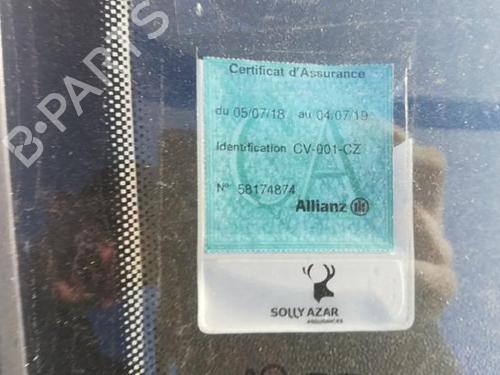 B-PARTS
Certificat d'Assurance
du 05/07/18 au 04/07/19
Identification CV-001-CZ
N° 58174874
CA
Allianz
SOLLY AZAR
ASSURANCES